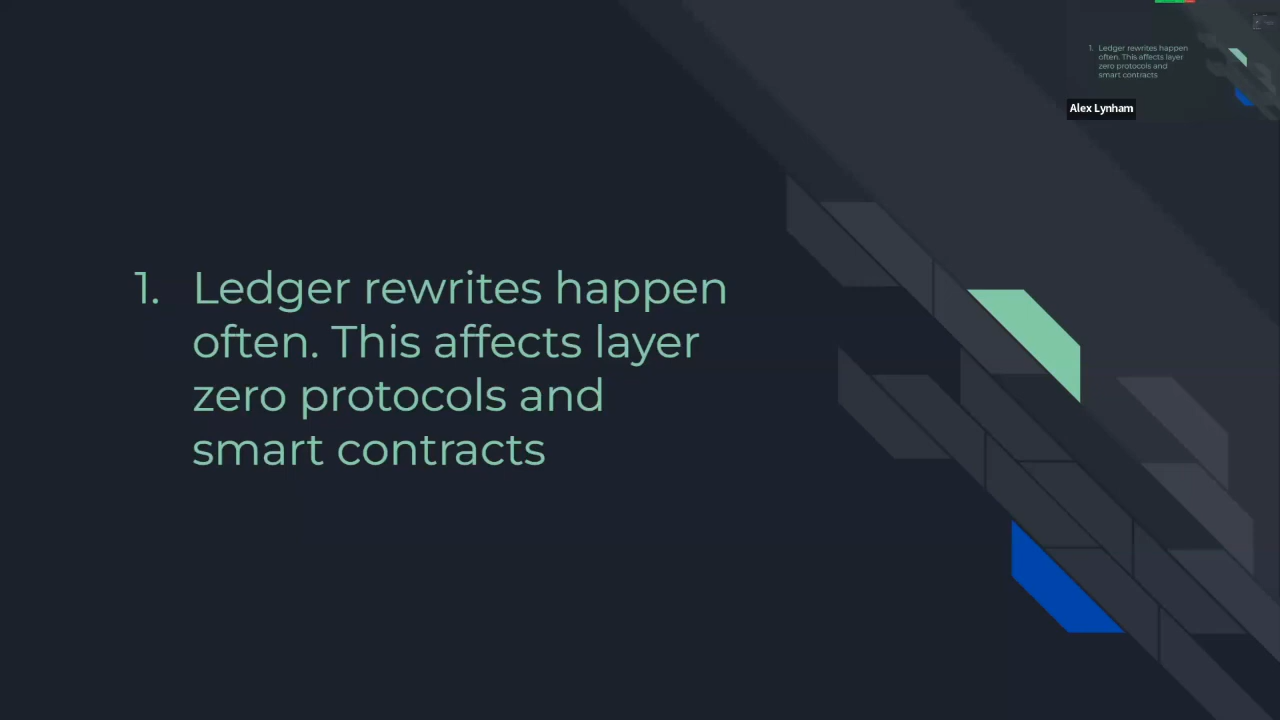 1. Ledger rewrites happen
often. This affects layer
zero protocols and
smart contracts
1. Ledger rewrites happen
often. This affects layer
zero protocols and
smart contracts
Alex Lynham